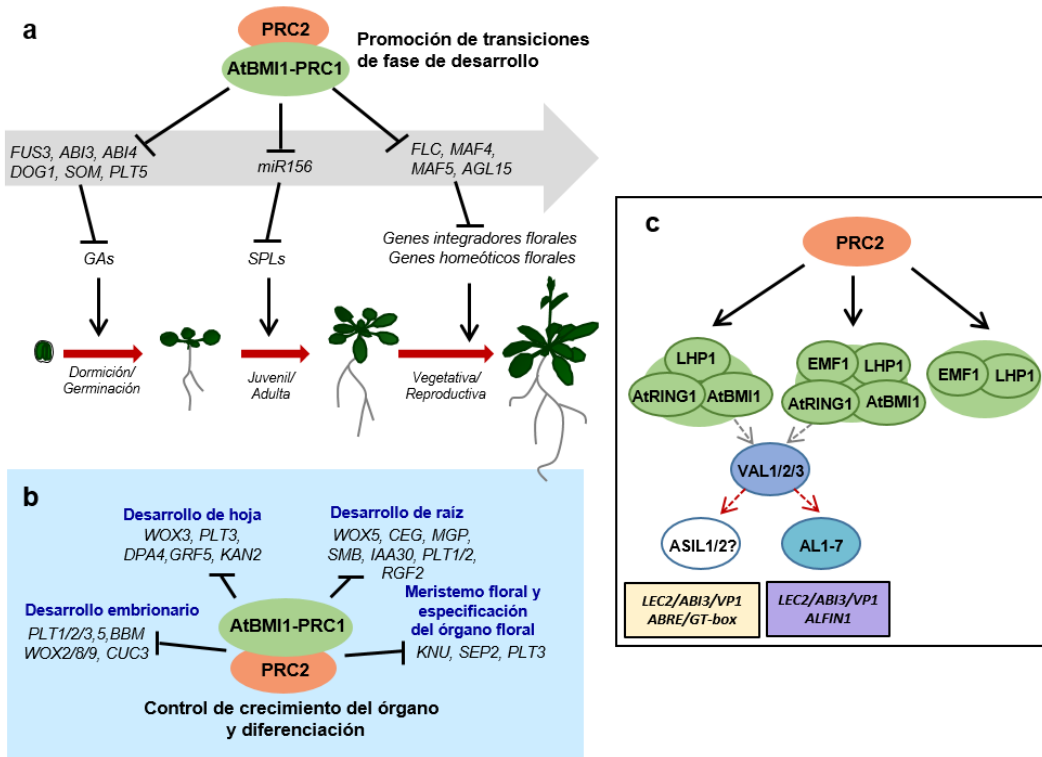 a
PRC2
AtBMI1-PRC1
Promoción de transiciones
de fase de desarrollo
FUS3, ABI3, ABI4
DOG1, SOM, PLT5
miR156
FLC, MAF4,
MAF5, AGL15
GAs
SPLs
Genes integradores florales
Genes homeóticos florales
Dormición/
Germinación
Juvenil/
Adulta
Vegetativa/
Reproductiva
b
Desarrollo de hoja
WOX3, PLT3,
DPA4,GRF5, KAN2
Desarrollo de raíz
WOX5, CEG, MGP,
SMB, IAA30, PLT1/2,
RGF2
Desarrollo embrionario
PLT1/2/3,5,BBM
WOX2/8/9, CUC3
Meristemo floral y
especificación
del órgano floral
KNU, SEP2, PLT3
AtBMI1-PRC1
PRC2
Control de crecimiento del órgano
y diferenciación
c
PRC2
LHP1
AtRING1
AtBMI1
EMF1
LHP1
AtRING1
AtBMI1
EMF1
LHP1
VAL1/2/3
ASIL1/2?
AL1-7
LEC2/ABI3/VP1
ABRE/GT-box
LEC2/ABI3/VP1
ALFIN1